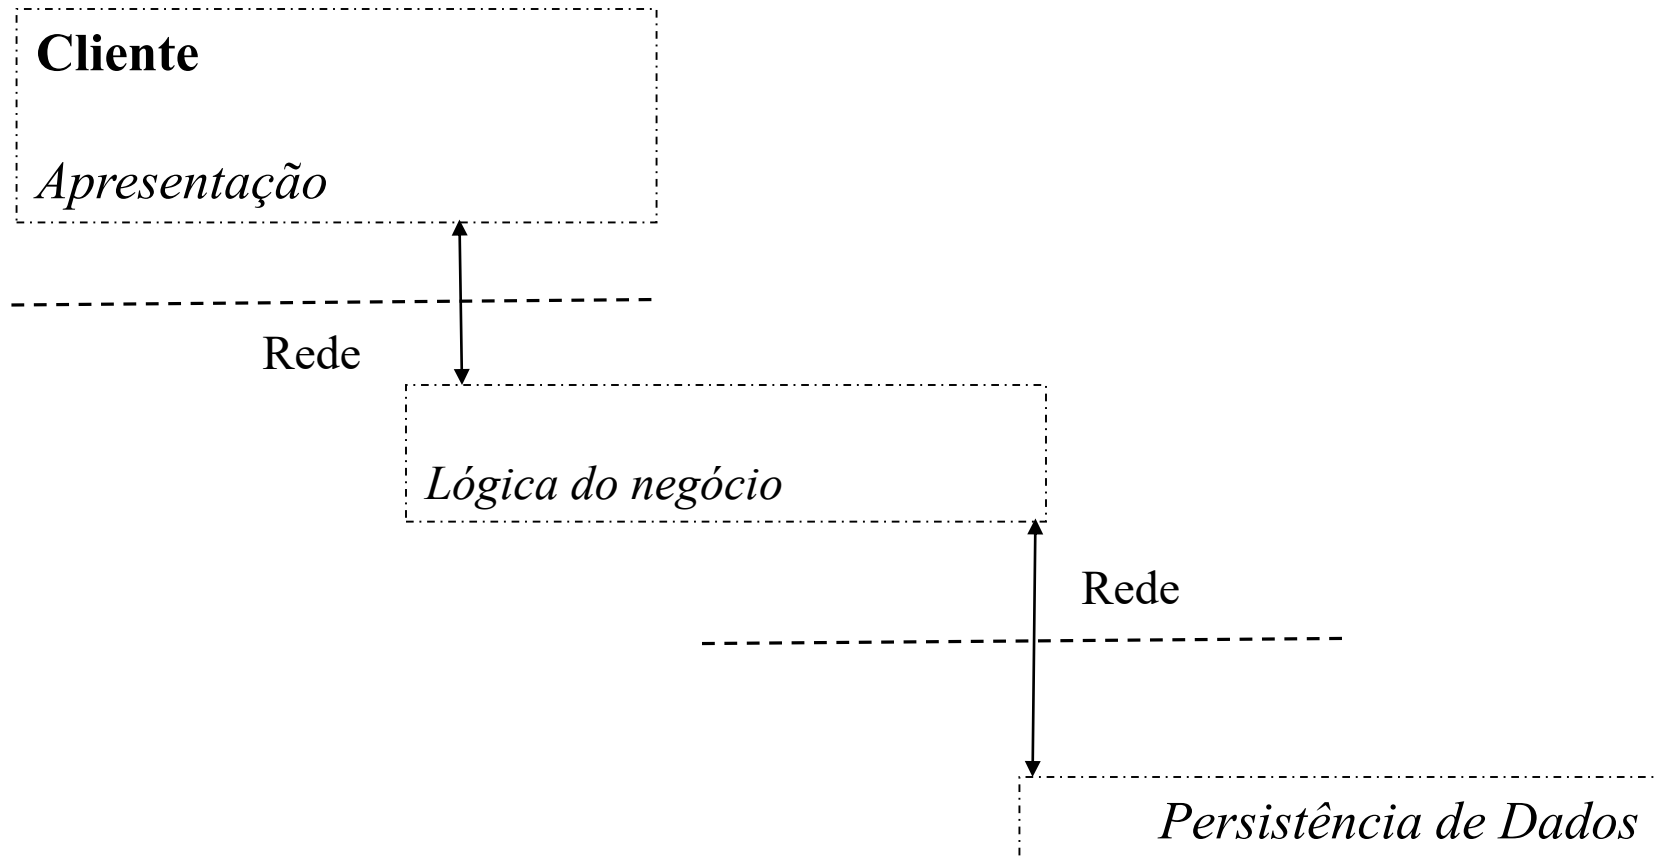 Cliente
Apresentação
Rede
Lógica do negócio
Rede
Persistência de Dados